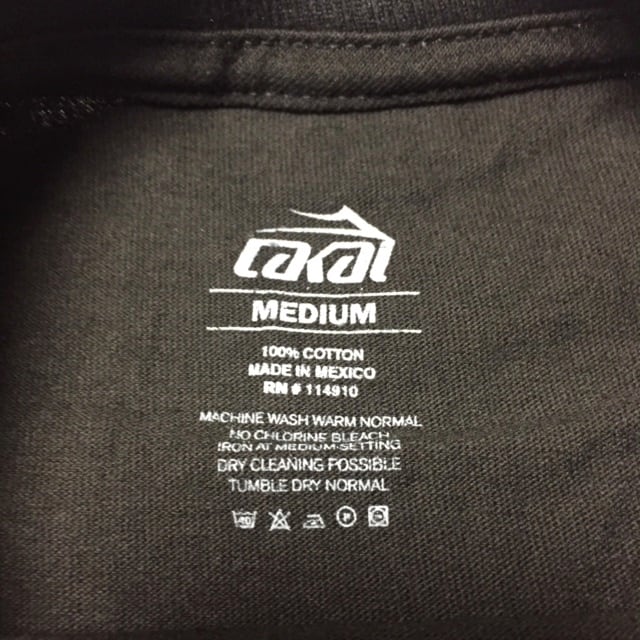 Lakai
MEDIUM
100% COTTON
MADE IN MEXICO
RN # 114910
MACHINE WASH WARM NORMAL
NO CHLORINE BLEACH
IRON AT MEDIUM SETTING
DRY CLEANING POSSIBLE
TUMBLE DRY NORMAL
40 P